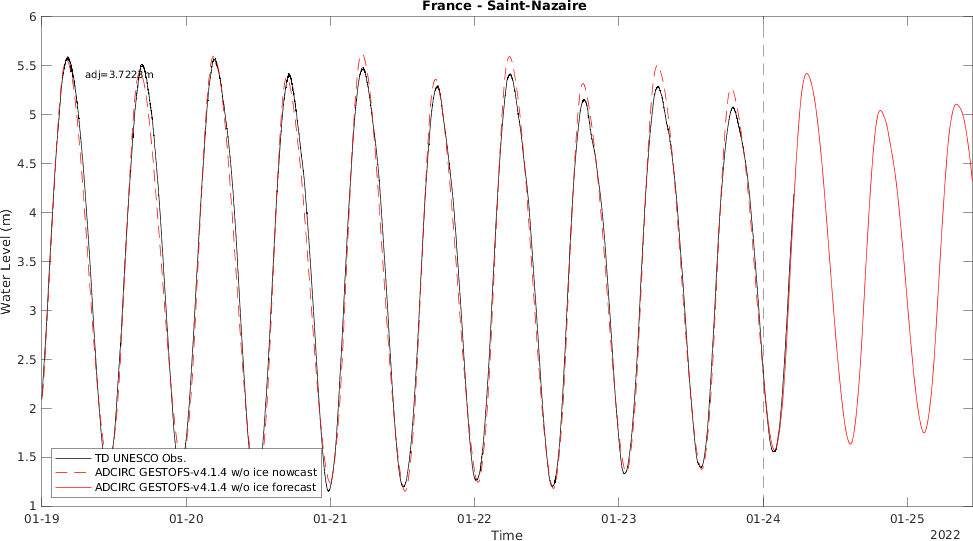 France - Saint-Nazaire
adj=3.7223m
Water Level (m)
6
5.5
5
4.5
4
3.5
3
2.5
2
1.5
1
TD UNESCO Obs.
ADCIRC GESTOFS-v4.1.4 w/o ice nowcast
ADCIRC GESTOFS-v4.1.4 w/o ice forecast
01-19 01-20 01-21 01-22 01-23 01-24 01-25
Time
2022